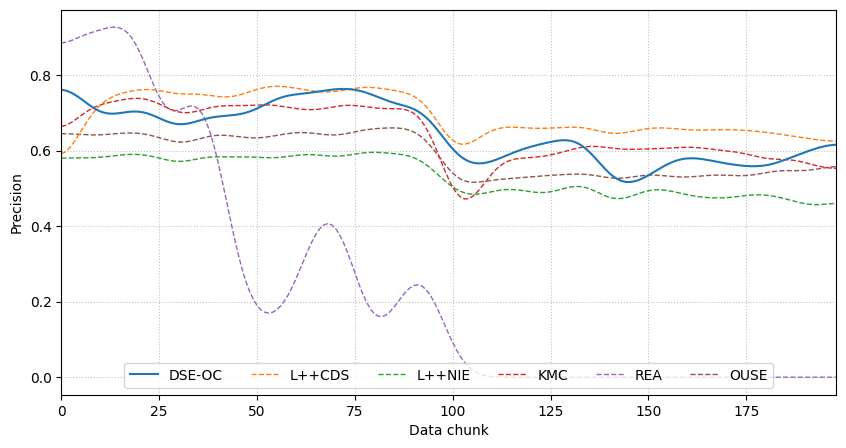 Precision
0.8
0.6
0.4
0.2
0.0
DSE-OC L++CDS L++NIE KMC REA OUSE
0 25 50 75 100 125 150 175
Data chunk